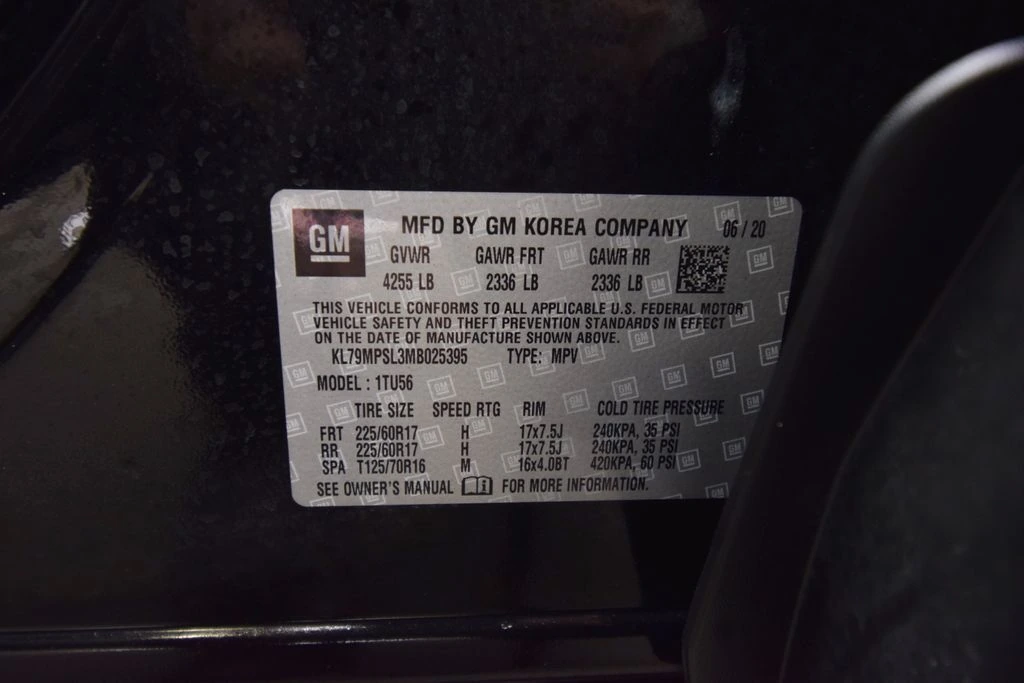 GM
MFD BY GM KOREA COMPANY 06 / 20
GVWR GAWR FRT GAWR RR
4255 LB 2336 LB 2336 LB
THIS VEHICLE CONFORMS TO ALL APPLICABLE U.S. FEDERAL MOTOR
VEHICLE SAFETY AND THEFT PREVENTION STANDARDS IN EFFECT
ON THE DATE OF MANUFACTURE SHOWN ABOVE.
KL79MPSL3MB025395 TYPE: MPV
MODEL : 1TU56
TIRE SIZE SPEED RTG RIM COLD TIRE PRESSURE
FRT 225/60R17 H 17x7.5J 240KPA, 35 PSI
RR 225/60R17 H 17x7.5J 240KPA, 35 PSI
SPA T125/70R16 M 16x4.0BT 420KPA, 60 PSI
SEE OWNER'S MANUAL FOR MORE INFORMATION.